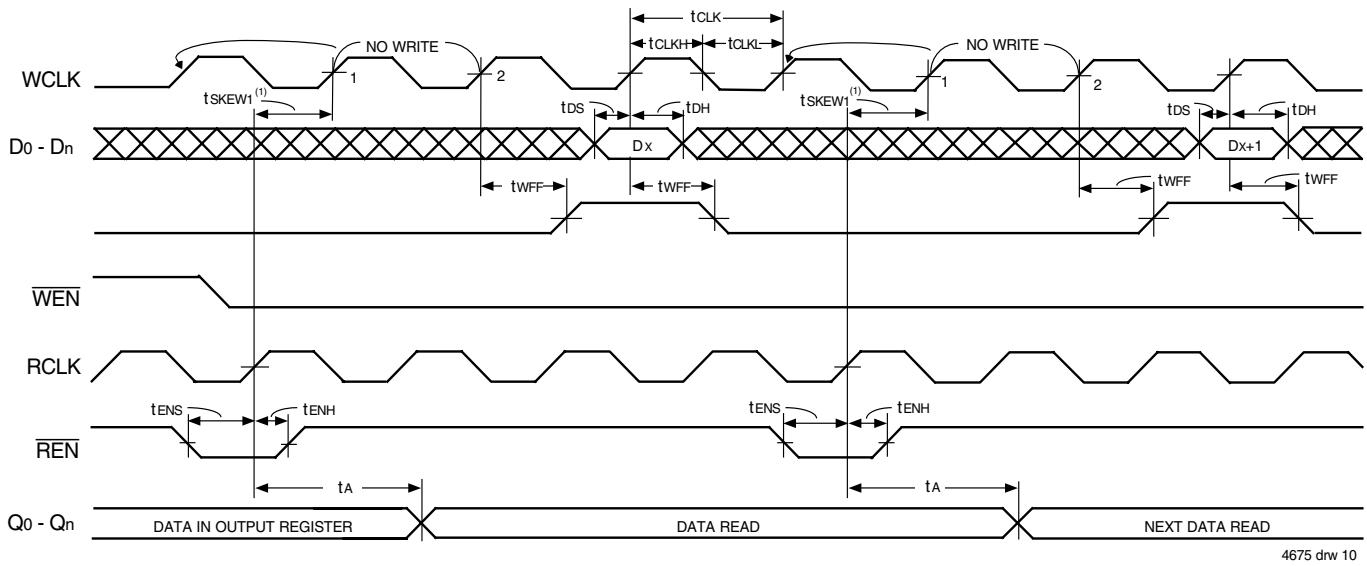 tCLK
NO WRITE tCLKH tCLKL NO WRITE
WCLK 1 2 1 2
tSKEW1(1) tDS tDH tSKEW1(1) tDS tDH
D0 - Dn Dx Dx+1
tWFF tWFF tWFF tWFF
WEN
RCLK
tENS tENH tENS tENH
REN
tA tA
Q0 - Qn DATA IN OUTPUT REGISTER DATA READ NEXT DATA READ
4675 drw 10